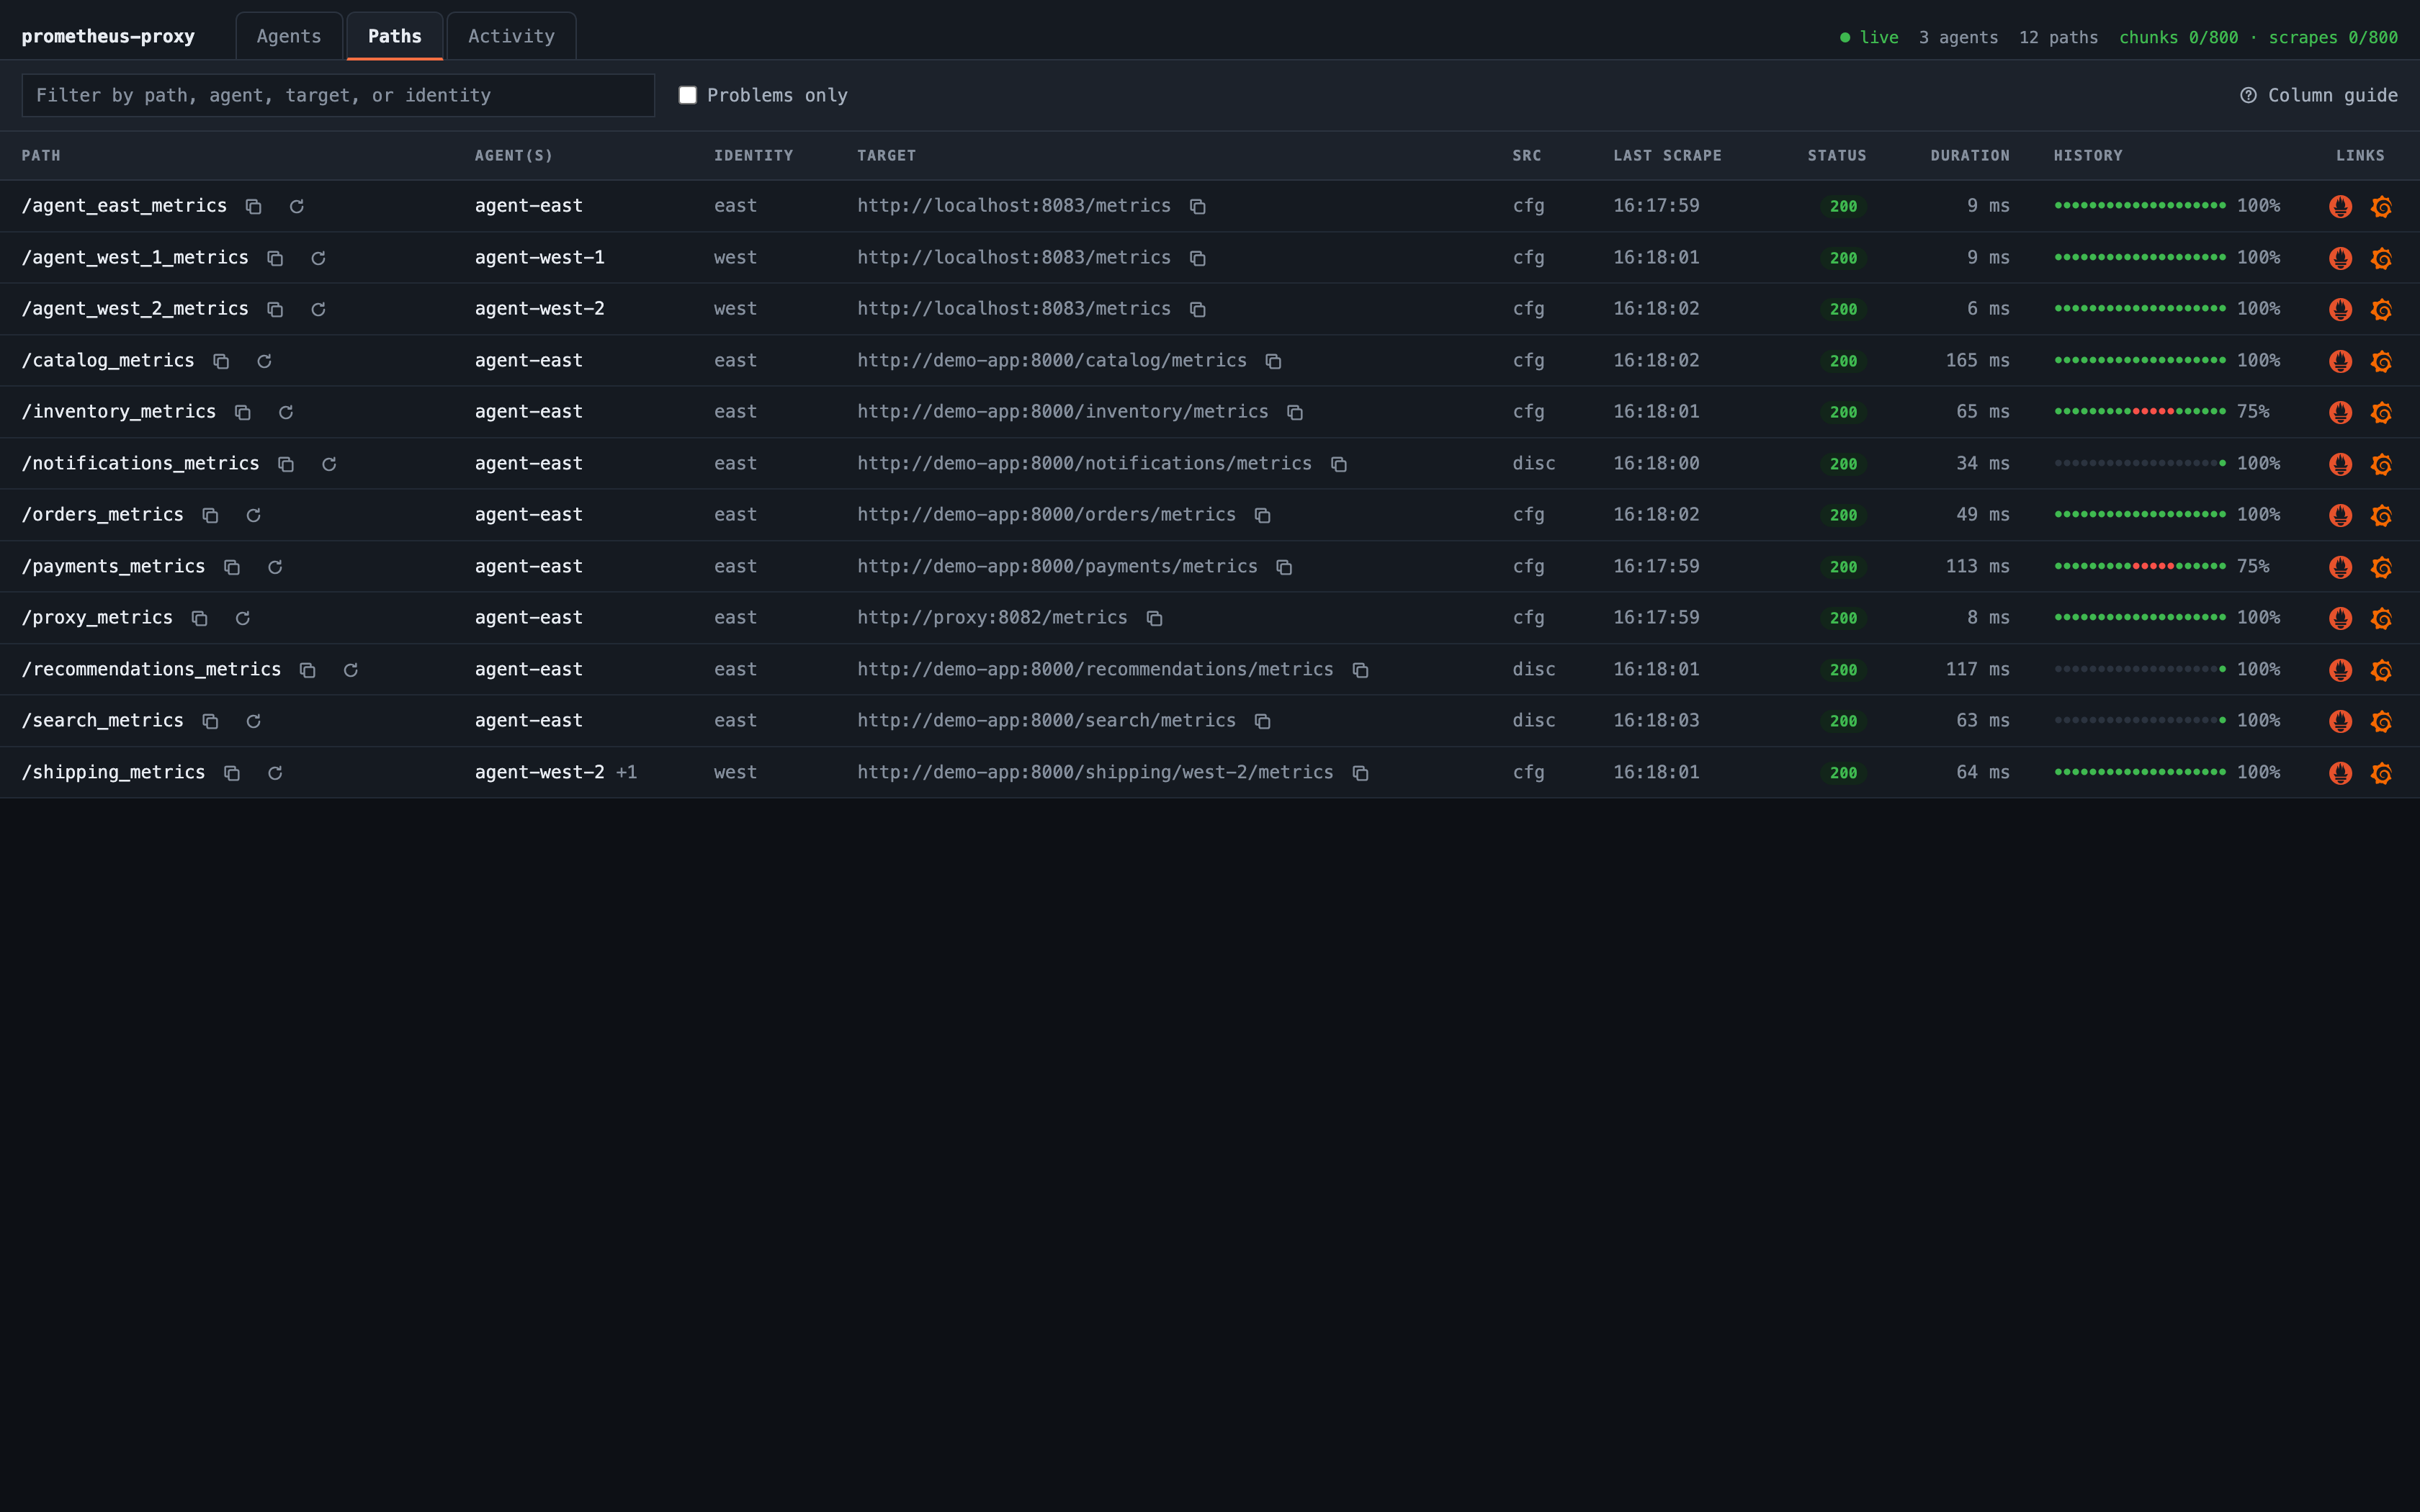 prometheus-proxy Agents Paths Activity live 3 agents 12 paths chunks 0/800 · scrapes 0/800
Filter by path, agent, target, or identity Problems only Column guide
PATH AGENT(S) IDENTITY TARGET SRC LAST SCRAPE STATUS DURATION HISTORY LINKS
/agent_east_metrics agent-east east http://localhost:8083/metrics cfg 16:17:59 200 9 ms 100%
/agent_west_1_metrics agent-west-1 west http://localhost:8083/metrics cfg 16:18:01 200 9 ms 100%
/agent_west_2_metrics agent-west-2 west http://localhost:8083/metrics cfg 16:18:02 200 6 ms 100%
/catalog_metrics agent-east east http://demo-app:8000/catalog/metrics cfg 16:18:02 200 165 ms 100%
/inventory_metrics agent-east east http://demo-app:8000/inventory/metrics cfg 16:18:01 200 65 ms 75%
/notifications_metrics agent-east east http://demo-app:8000/notifications/metrics disc 16:18:00 200 34 ms 100%
/orders_metrics agent-east east http://demo-app:8000/orders/metrics cfg 16:18:02 200 49 ms 100%
/payments_metrics agent-east east http://demo-app:8000/payments/metrics cfg 16:17:59 200 113 ms 75%
/proxy_metrics agent-east east http://proxy:8082/metrics cfg 16:17:59 200 8 ms 100%
/recommendations_metrics agent-east east http://demo-app:8000/recommendations/metrics disc 16:18:01 200 117 ms 100%
/search_metrics agent-east east http://demo-app:8000/search/metrics disc 16:18:03 200 63 ms 100%
/shipping_metrics agent-west-2 +1 west http://demo-app:8000/shipping/west-2/metrics cfg 16:18:01 200 64 ms 100%